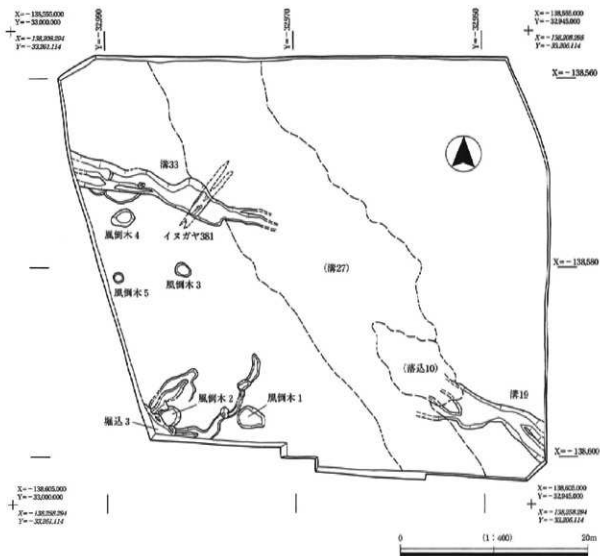 X=-138,555.000
Y=-33,000.000
X=-138,208.294
Y=-33,261.114
Y=-32,990
Y=-32,970
Y=-32,950
X=-138,555.000
Y=-32,945.000
X=-138,208.295
Y=-33,206.114
X=-138,560
溝33
風倒木4
イヌガヤ381
風倒木5
風倒木3
(溝27)
X=-138,580
(落込10)
溝19
風倒木2
風倒木1
堀込3
X=-138,600
X=-138,605.000
Y=-33,000.000
X=-138,258.294
Y=-33,261.114
X=-138,605.000
Y=-32,945.000
X=-138,258.294
Y=-33,206.114
0
(1:400)
20m